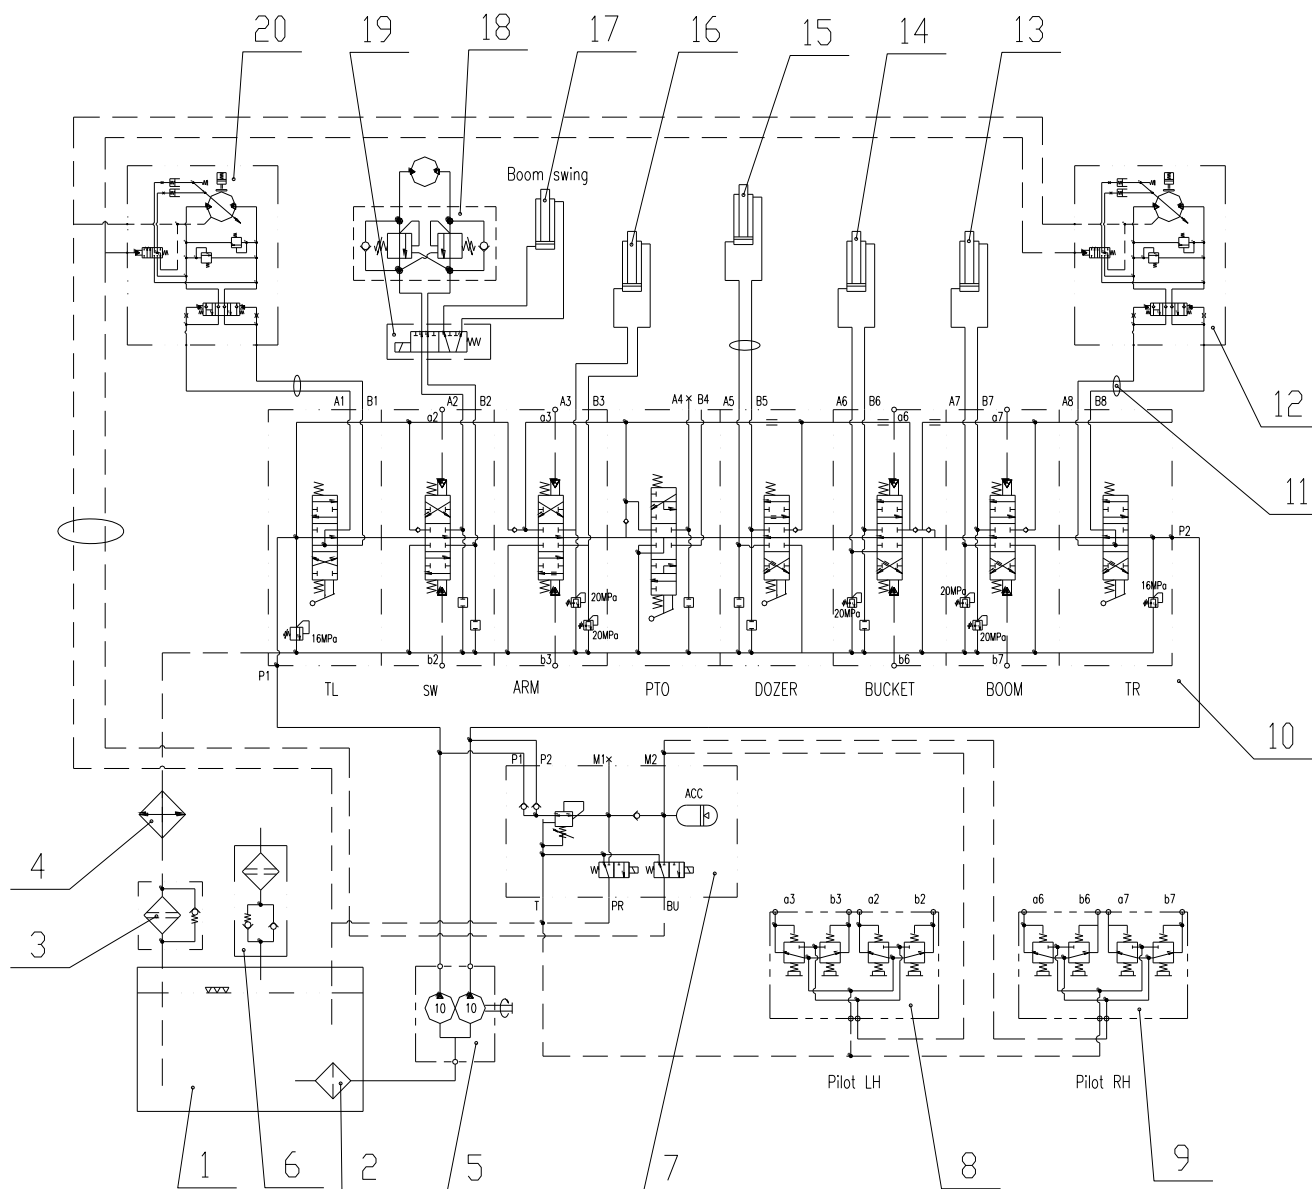 20 19 18 17 16 15 14 13
Boom swing
12
A1 B1 A2 B2 A3 B3 A4 B4 A5 B5 A6 B6 A7 B7 A8 B8
a2 a3 a6 a7
11
P2
20MPa 20MPa 20MPa 16MPa
16MPa 20MPa 20MPa 20MPa
P1 b2 b3 b6 b7
TL SW ARM PTO DOZER BUCKET BOOM TR
10
P1 P2 M1 M2
ACC
4
7
T PR BU
a3 b3 a2 b2 a6 b6 a7 b7
3
10 10
Pilot LH Pilot RH
1 6 2 5 7 8 9